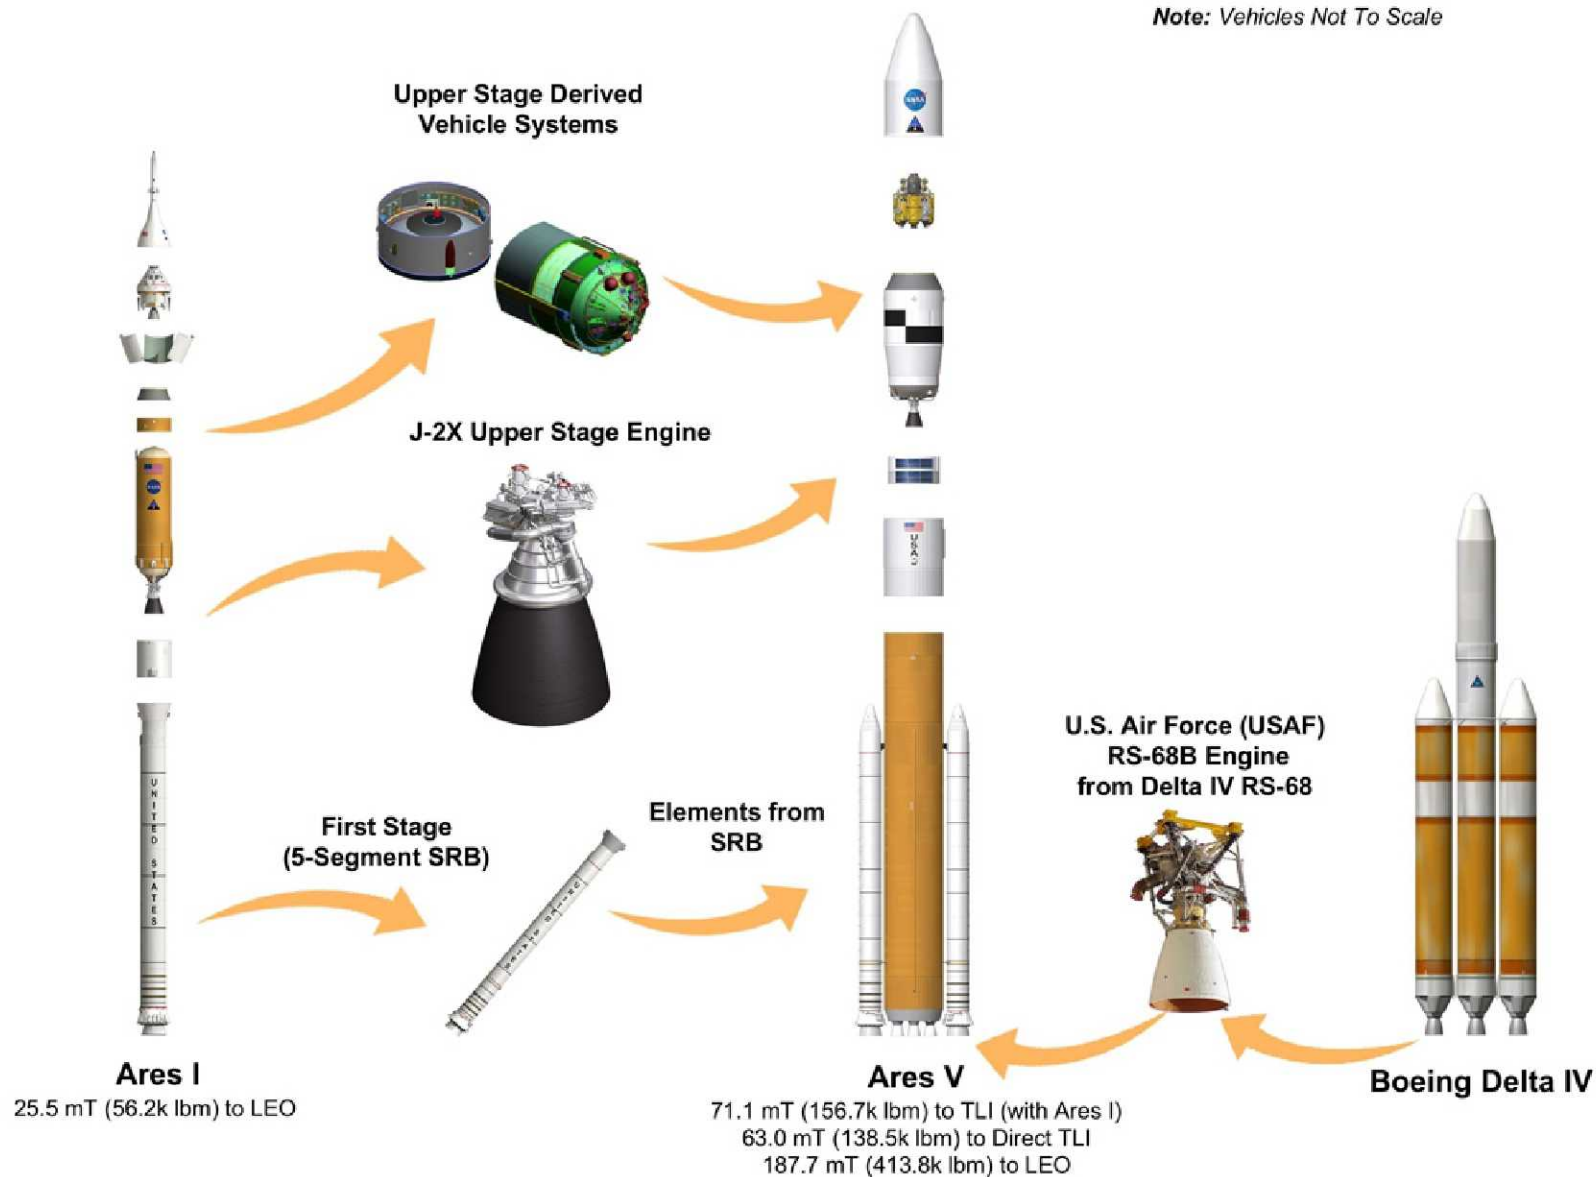 Note: Vehicles Not To Scale
Upper Stage Derived
Vehicle Systems
NASA
J-2X Upper Stage Engine
NASA
USA
U.S. Air Force (USAF)
RS-68B Engine
from Delta IV RS-68
UNITED STATES
First Stage
(5-Segment SRB)
Elements from
SRB
UNITED STATES
Ares I
25.5 mT (56.2k lbm) to LEO
Ares V
71.1 mT (156.7k lbm) to TLI (with Ares I)
63.0 mT (138.5k lbm) to Direct TLI
187.7 mT (413.8k lbm) to LEO
Boeing Delta IV